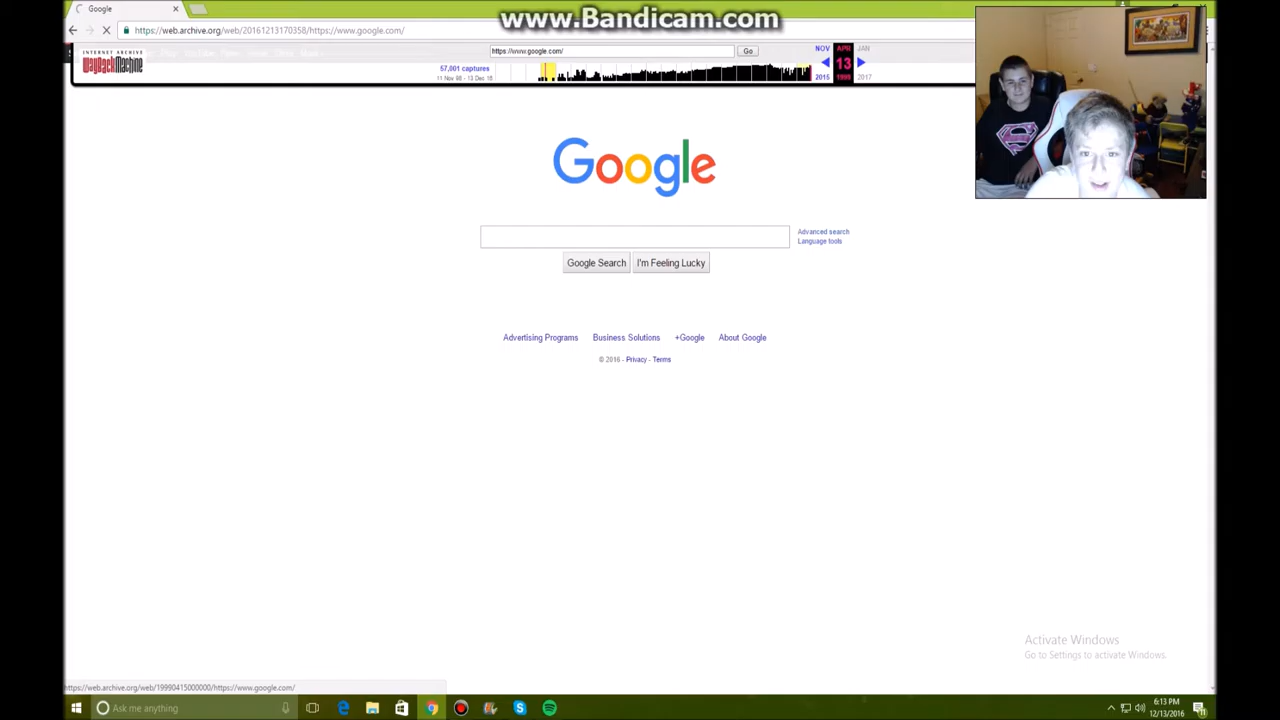 www.Bandicam.com
Google
https://web.archive.org/web/20161213170358/https://www.google.com/
INTERNET ARCHIVE
WayBackMachine
https://www.google.com/
Go
NOV
APR
JAN
57,001 captures
13
11 Nov 98 - 13 Dec 16
2015
1999
2017
Google
Advanced search
Language tools
Google Search
I'm Feeling Lucky
Advertising Programs
Business Solutions
+Google
About Google
© 2016 - Privacy - Terms
Activate Windows
Go to Settings to activate Windows.
https://web.archive.org/web/19990415000000/https://www.google.com/
Ask me anything
6:13 PM
12/13/2016